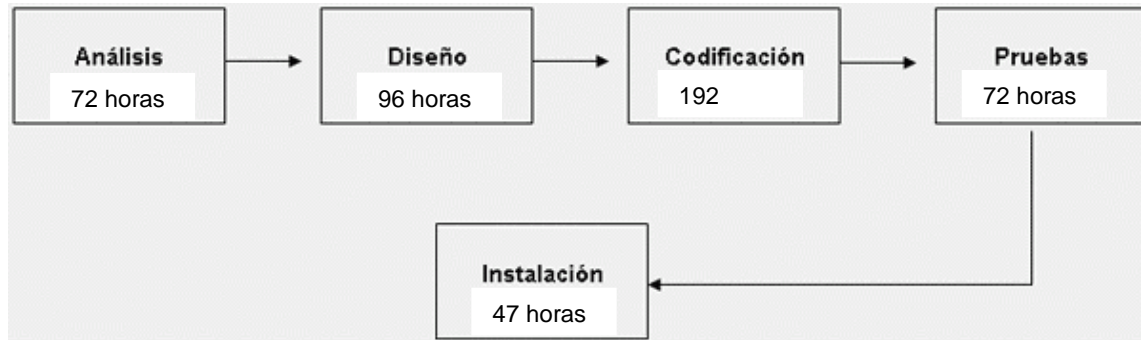 Análisis
72 horas
Diseño
96 horas
Codificación
192
Pruebas
72 horas
Instalación
47 horas